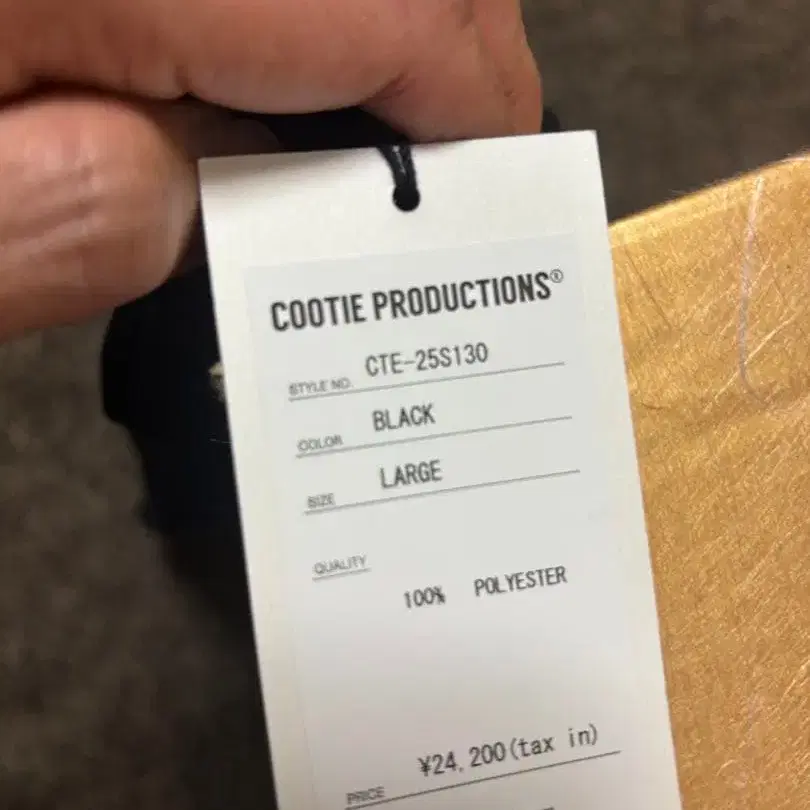 COOTIE PRODUCTIONS®
STYLE NO. CTE-25S130
COLOR BLACK
SIZE LARGE
QUALITY
100% POLYESTER
PRICE ¥24,200(tax in)